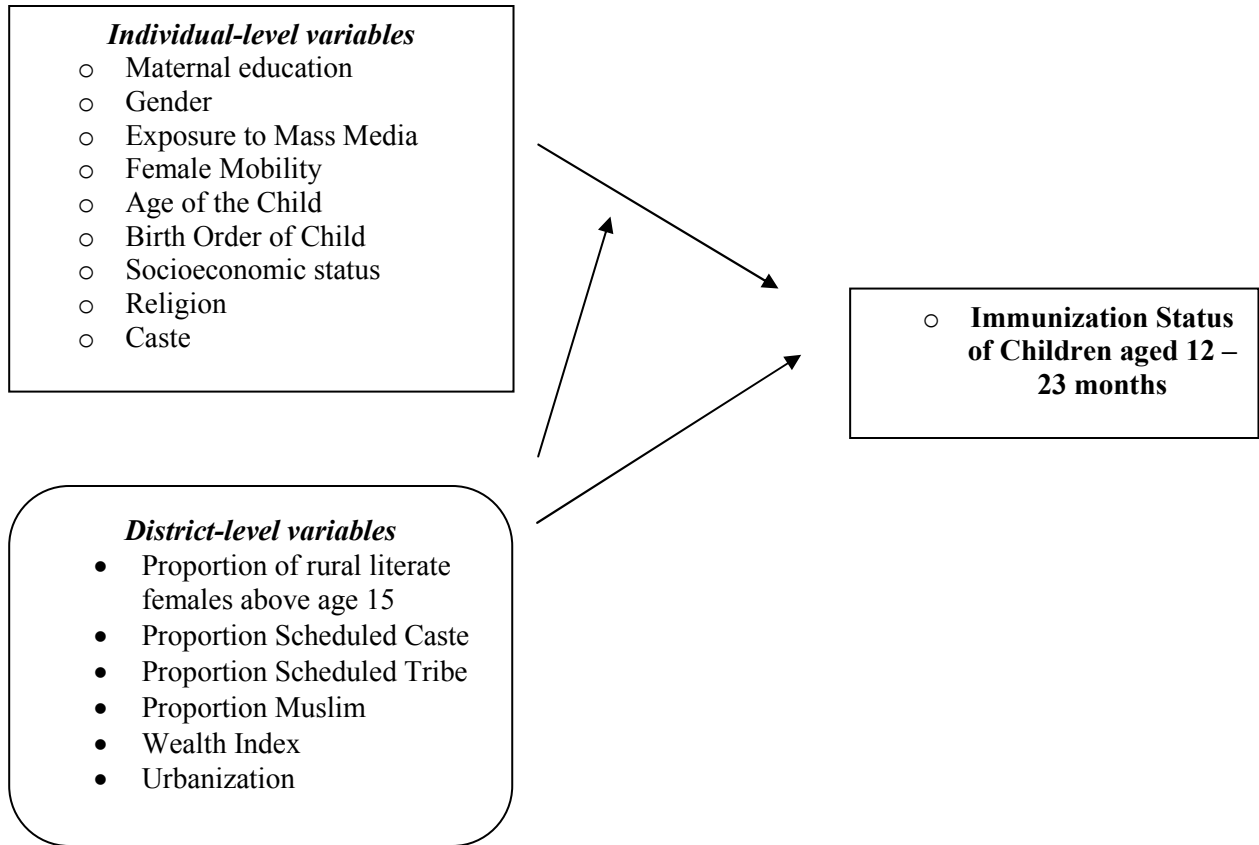 Individual-level variables
o Maternal education
o Gender
o Exposure to Mass Media
o Female Mobility
o Age of the Child
o Birth Order of Child
o Socioeconomic status
o Religion
o Caste
o Immunization Status
of Children aged 12 –
23 months
District-level variables
• Proportion of rural literate
females above age 15
• Proportion Scheduled Caste
• Proportion Scheduled Tribe
• Proportion Muslim
• Wealth Index
• Urbanization